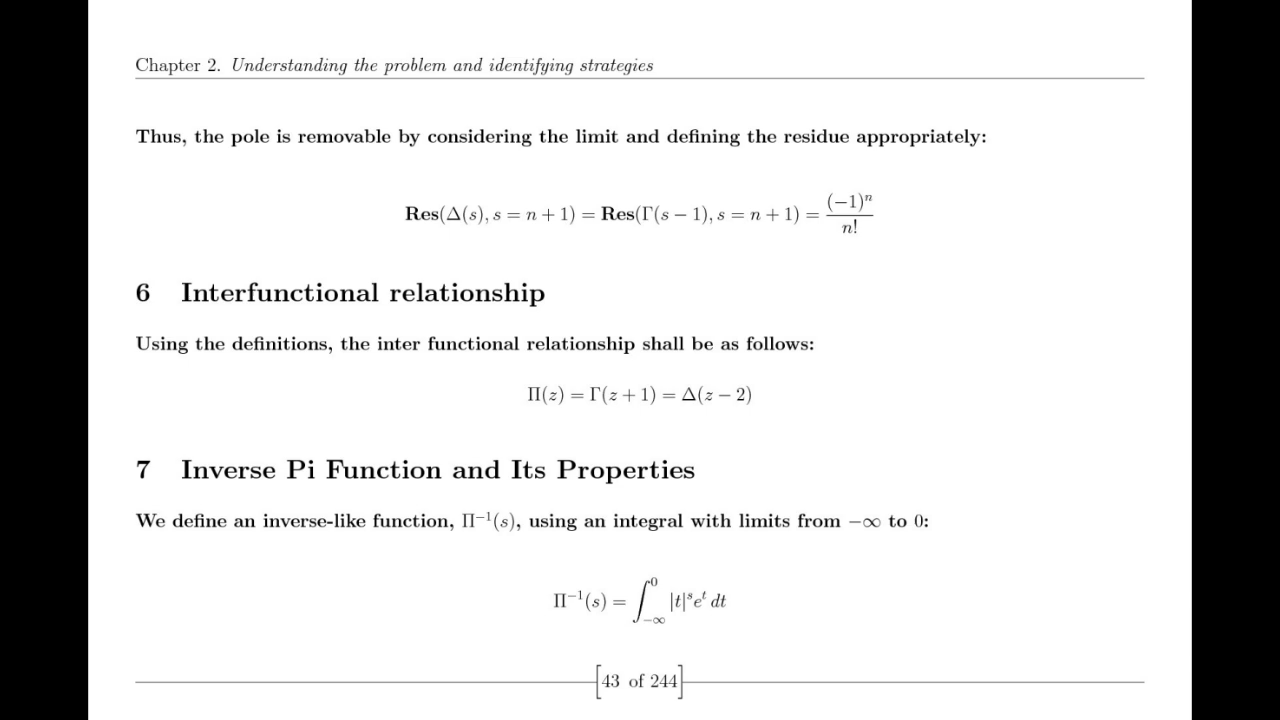 Chapter 2. Understanding the problem and identifying strategies
Thus, the pole is removable by considering the limit and defining the residue appropriately:
Res(Δ(s), s = n + 1) = Res(Γ(s − 1), s = n + 1) = (−1)ⁿ / n!
6 Interfunctional relationship
Using the definitions, the inter functional relationship shall be as follows:
Π(z) = Γ(z + 1) = Δ(z − 2)
7 Inverse Pi Function and Its Properties
We define an inverse-like function, Π⁻¹(s), using an integral with limits from −∞ to 0:
Π⁻¹(s) = ∫_{−∞}^{0} |t|ˢeᵗ dt
[43 of 244]